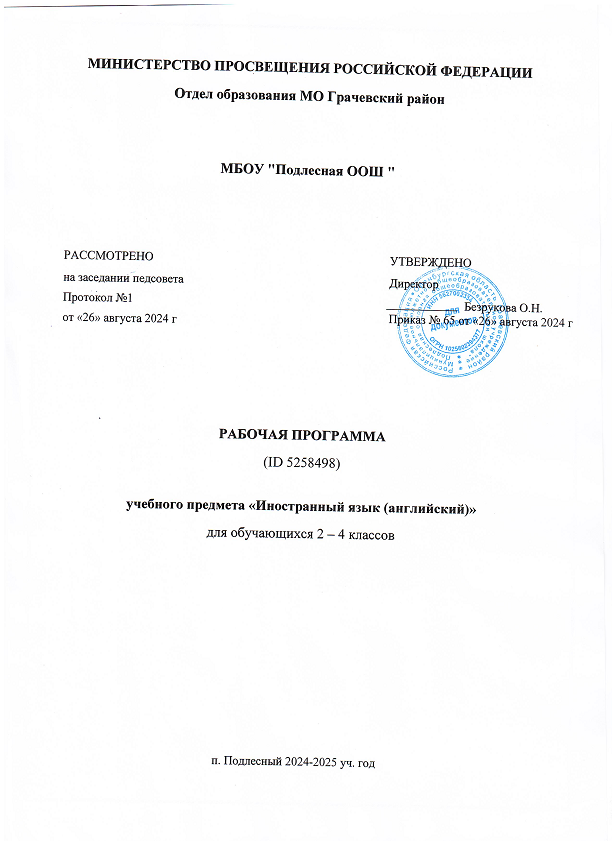 МИНИСТЕРСТВО ПРОСВЕЩЕНИЯ РОССИЙСКОЙ ФЕДЕРАЦИИ
Отдел образования МО Грачевский район
МБОУ "Подлесная ООШ "
РАССМОТРЕНО
на заседании педсовета
Протокол №1
от «26» августа 2024 г
УТВЕРЖДЕНО
Директор
Безрукова О.Н.
Приказ № 65 от «26» августа 2024 г
для
документов
РАБОЧАЯ ПРОГРАММА
(ID 5258498)
учебного предмета «Иностранный язык (английский)»
для обучающихся 2 – 4 классов
п. Подлесный 2024-2025 уч. год